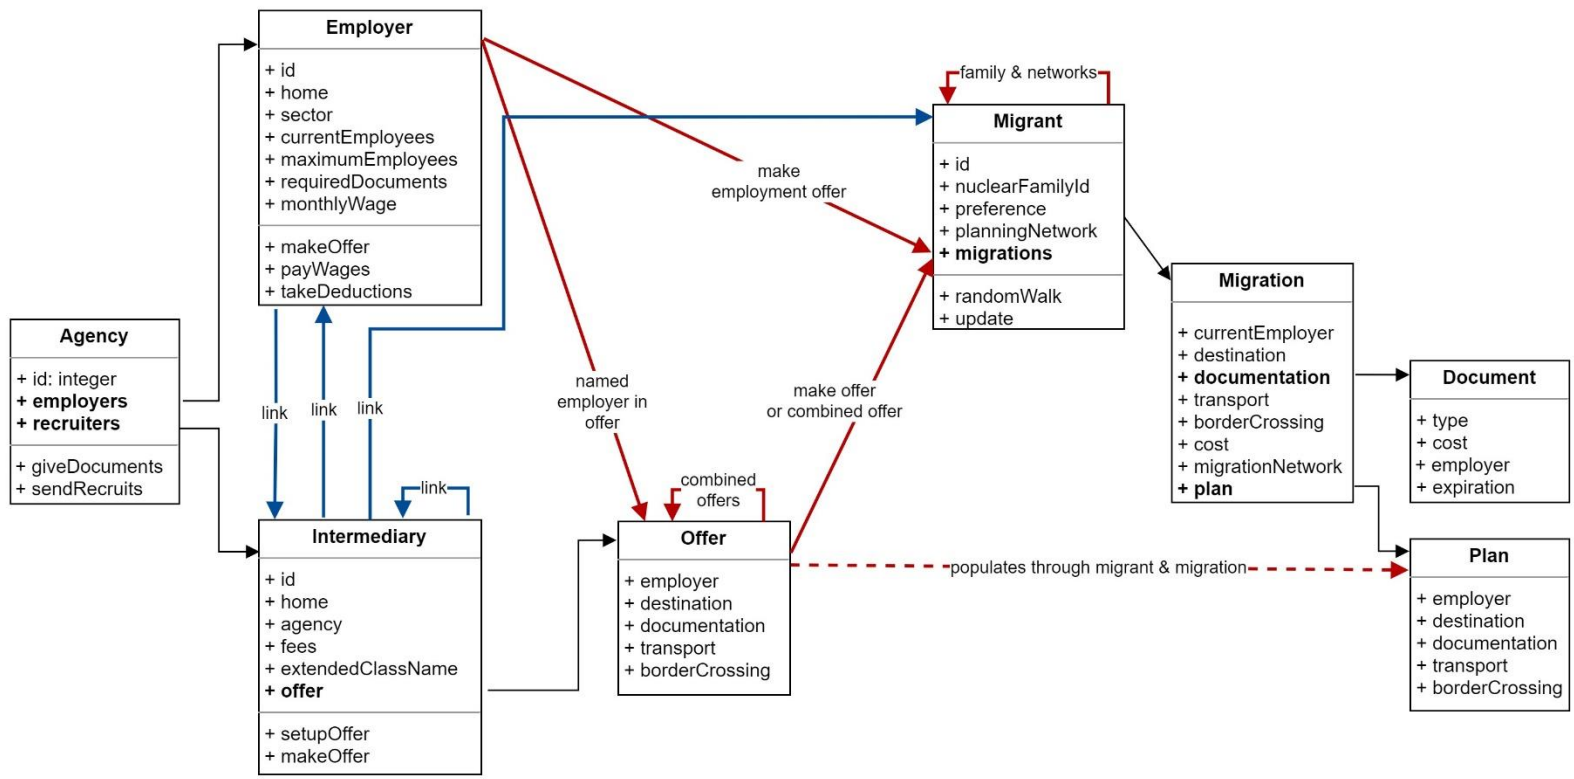 Employer
+ id
+ home
+ sector
+ currentEmployees
+ maximumEmployees
+ requiredDocuments
+ monthlyWage
+ makeOffer
+ payWages
+ takeDeductions
family & networks
Migrant
+ id
+ nuclearFamilyId
+ preference
+ planningNetwork
+ migrations
+ randomWalk
+ update
make
employment offer
Agency
+ id: integer
+ employers
+ recruiters
+ giveDocuments
+ sendRecruits
link
link
link
link
named
employer in
offer
make offer
or combined offer
combined
offers
Migration
+ currentEmployer
+ destination
+ documentation
+ transport
+ borderCrossing
+ cost
+ migrationNetwork
+ plan
Document
+ type
+ cost
+ employer
+ expiration
Intermediary
+ id
+ home
+ agency
+ fees
+ extendedClassName
+ offer
+ setupOffer
+ makeOffer
Offer
+ employer
+ destination
+ documentation
+ transport
+ borderCrossing
populates through migrant & migration
Plan
+ employer
+ destination
+ documentation
+ transport
+ borderCrossing